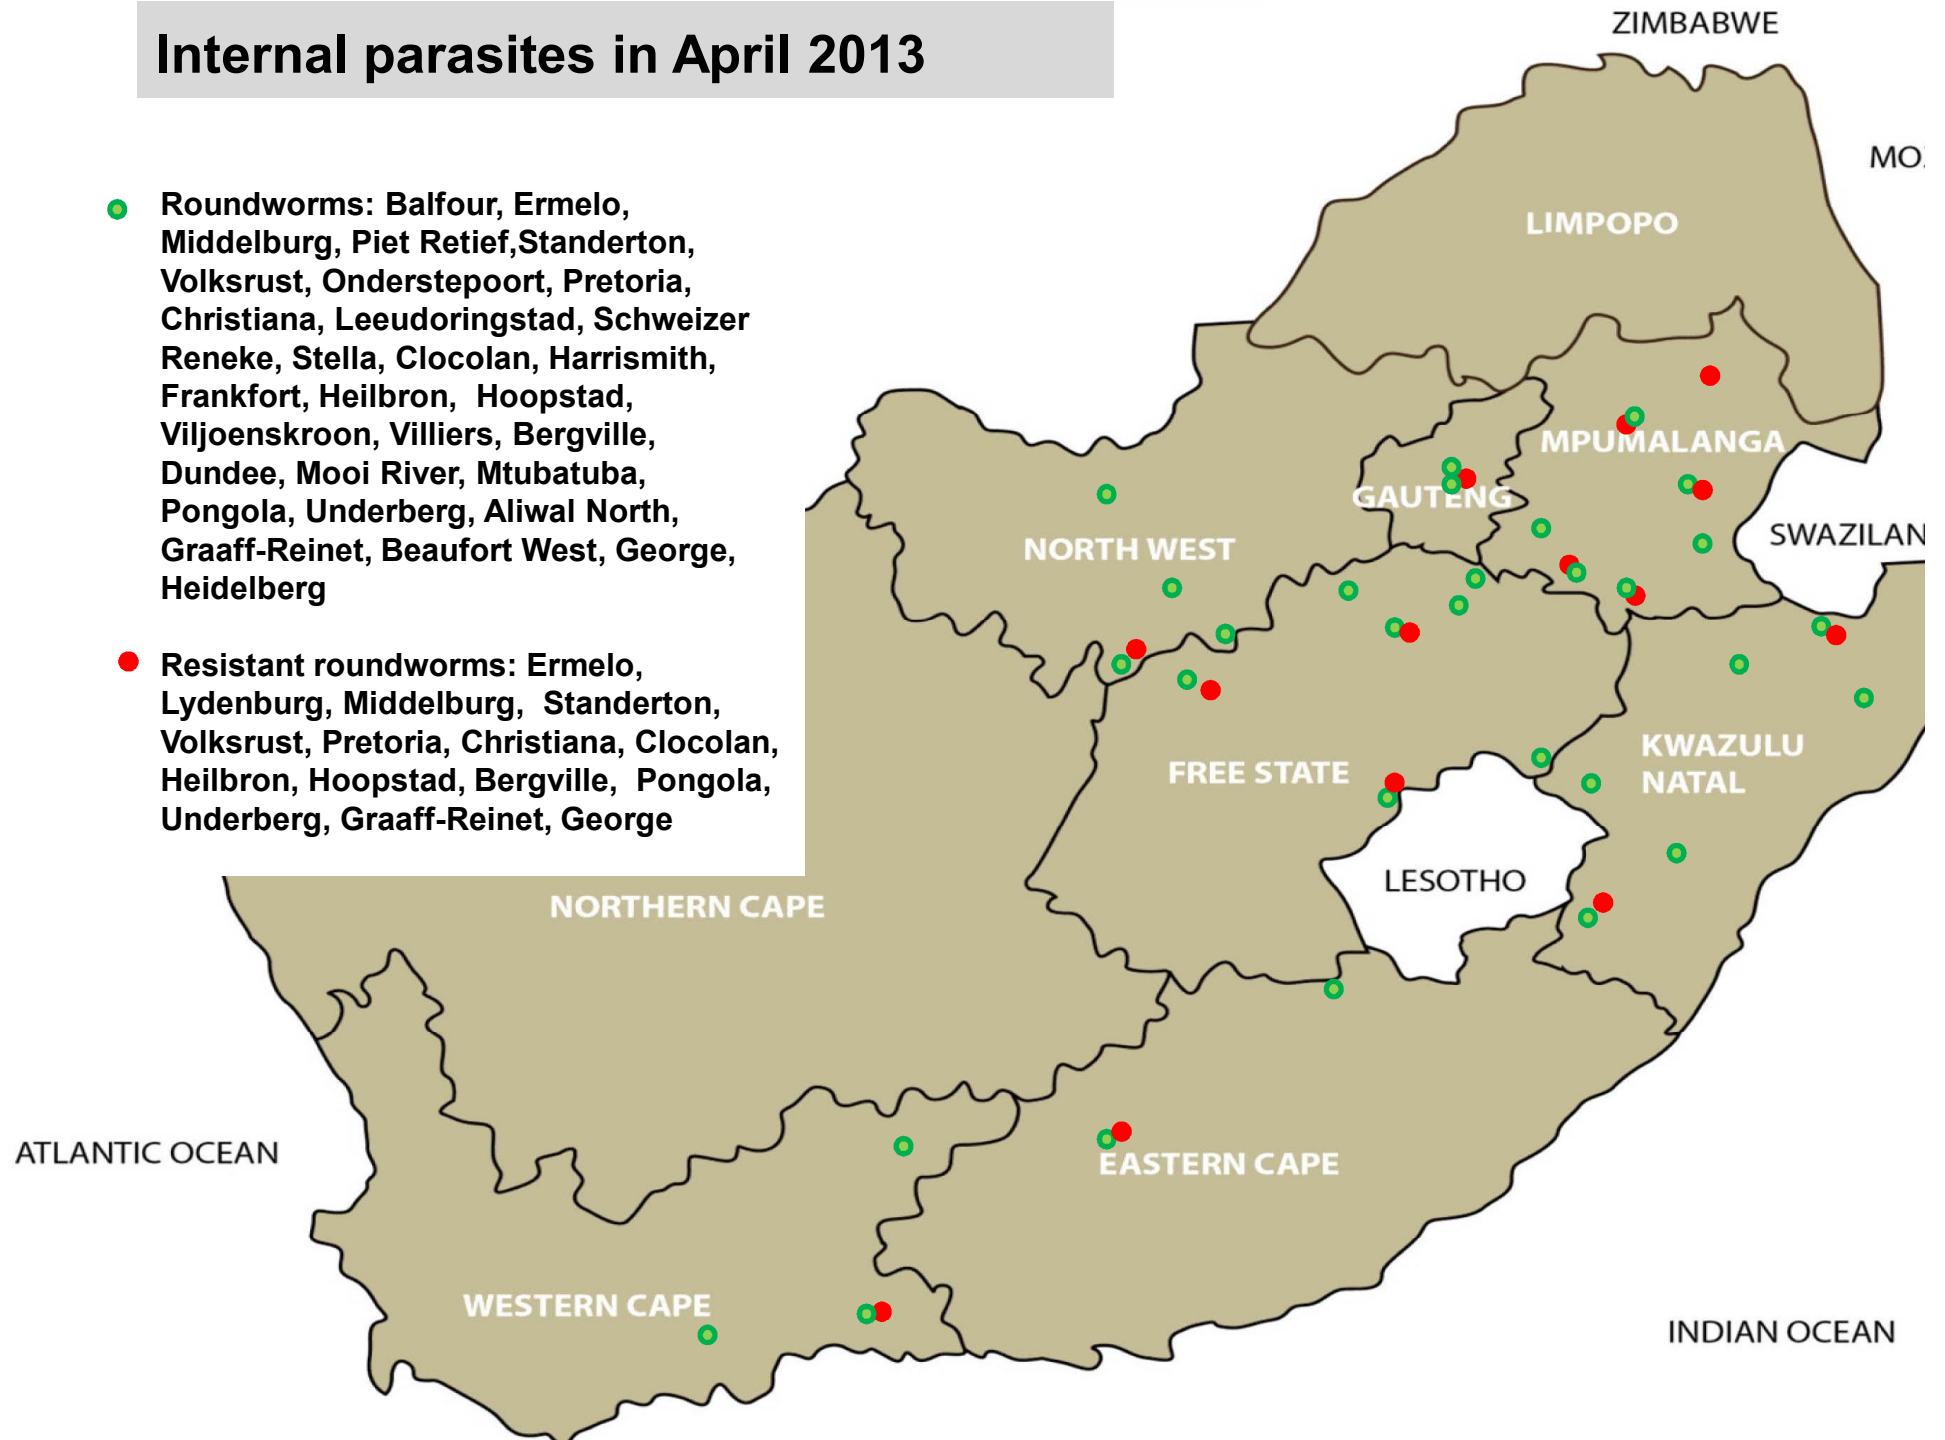 Internal parasites in April 2013
Roundworms: Balfour, Ermelo,
Middelburg, Piet Retief,Standerton,
Volksrust, Onderstepoort, Pretoria,
Christiana, Leeudoringstad, Schweizer
Reneke, Stella, Clocolan, Harrismith,
Frankfort, Heilbron,  Hoopstad,
Viljoenskroon, Villiers, Bergville,
Dundee, Mooi River, Mtubatuba,
Pongola, Underberg, Aliwal North,
Graaff-Reinet, Beaufort West, George,
Heidelberg
Resistant roundworms: Ermelo,
Lydenburg, Middelburg,  Standerton,
Volksrust, Pretoria, Christiana, Clocolan,
Heilbron, Hoopstad, Bergville,  Pongola,
Underberg, Graaff-Reinet, George
ZIMBABWE
MO
LIMPOPO
MPUMALANGA
GAUTENG
SWAZILAN
NORTH WEST
KWAZULU
NATAL
FREE STATE
LESOTHO
NORTHERN CAPE
ATLANTIC OCEAN
EASTERN CAPE
WESTERN CAPE
INDIAN OCEAN